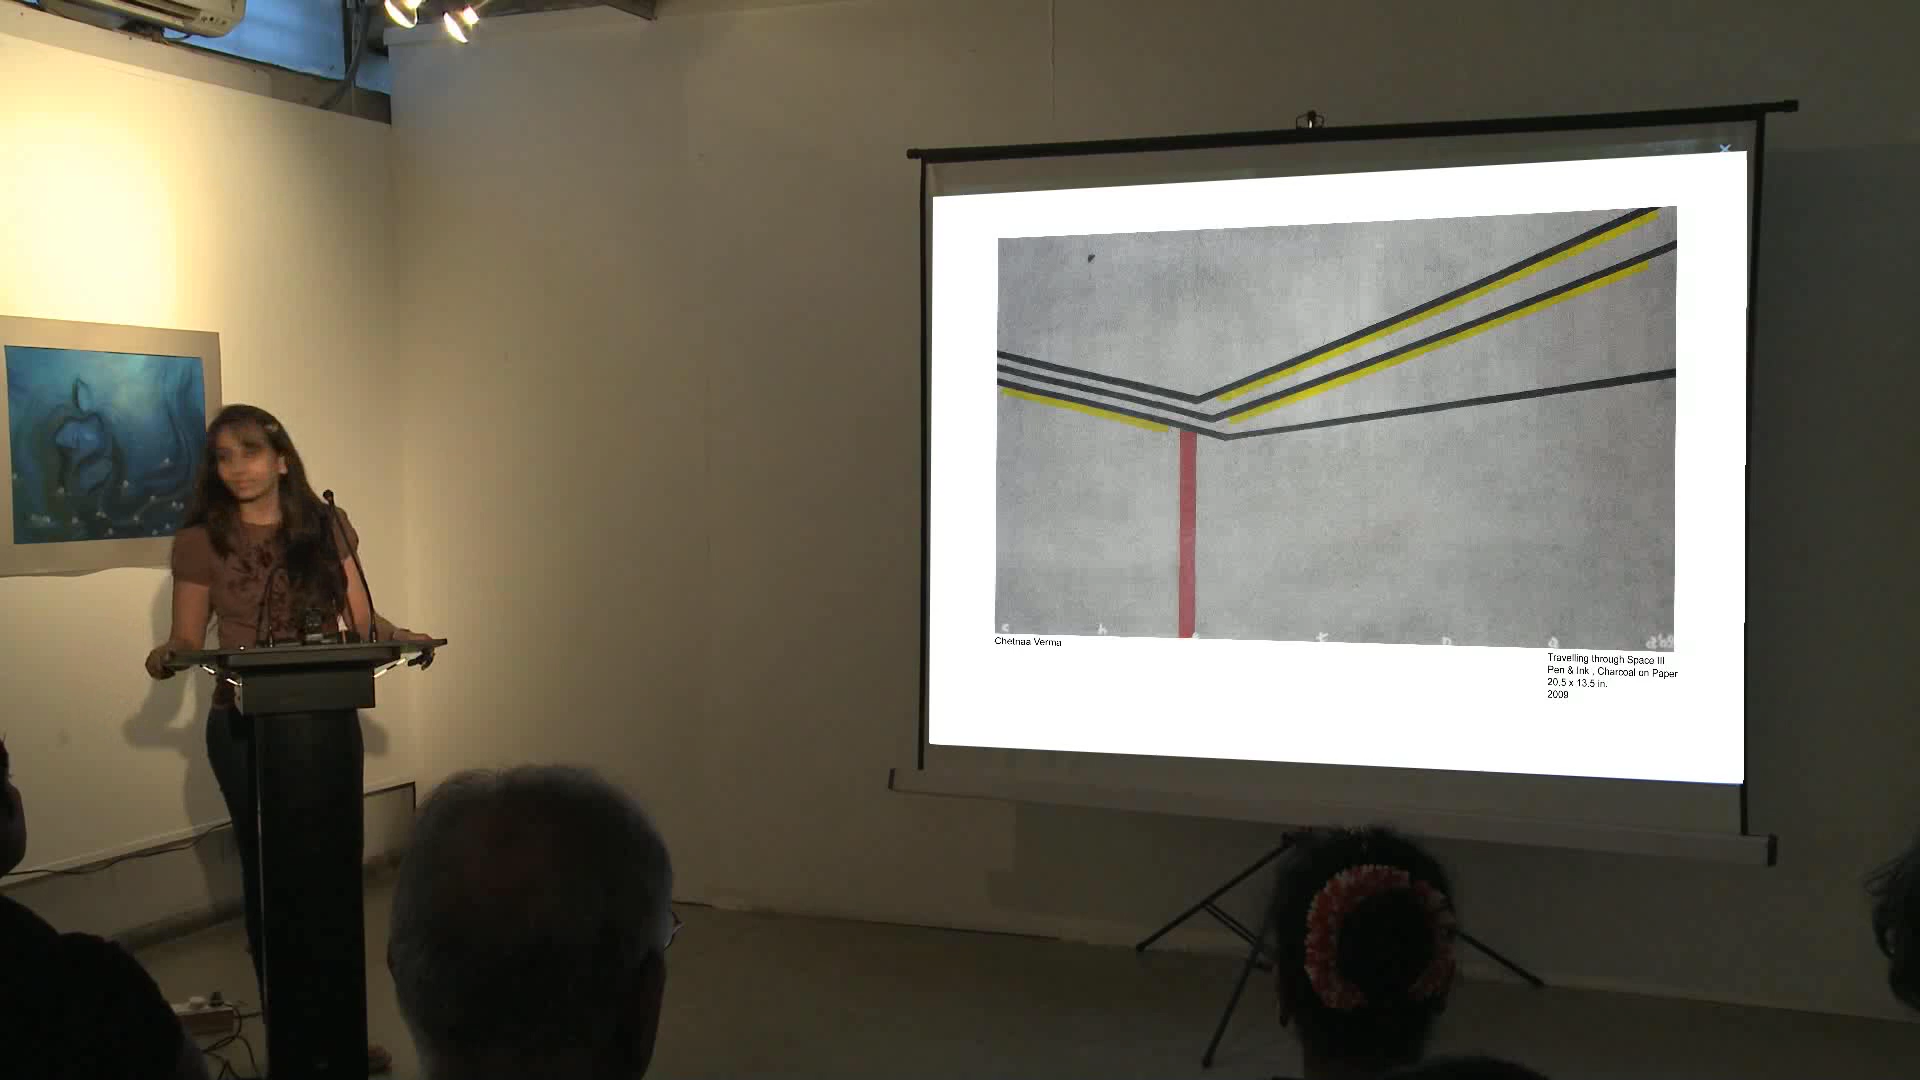 Chetnaa Verma
Travelling through Space III
Pen & Ink , Charcoal on Paper
20.5 x 13.5 in.
2009